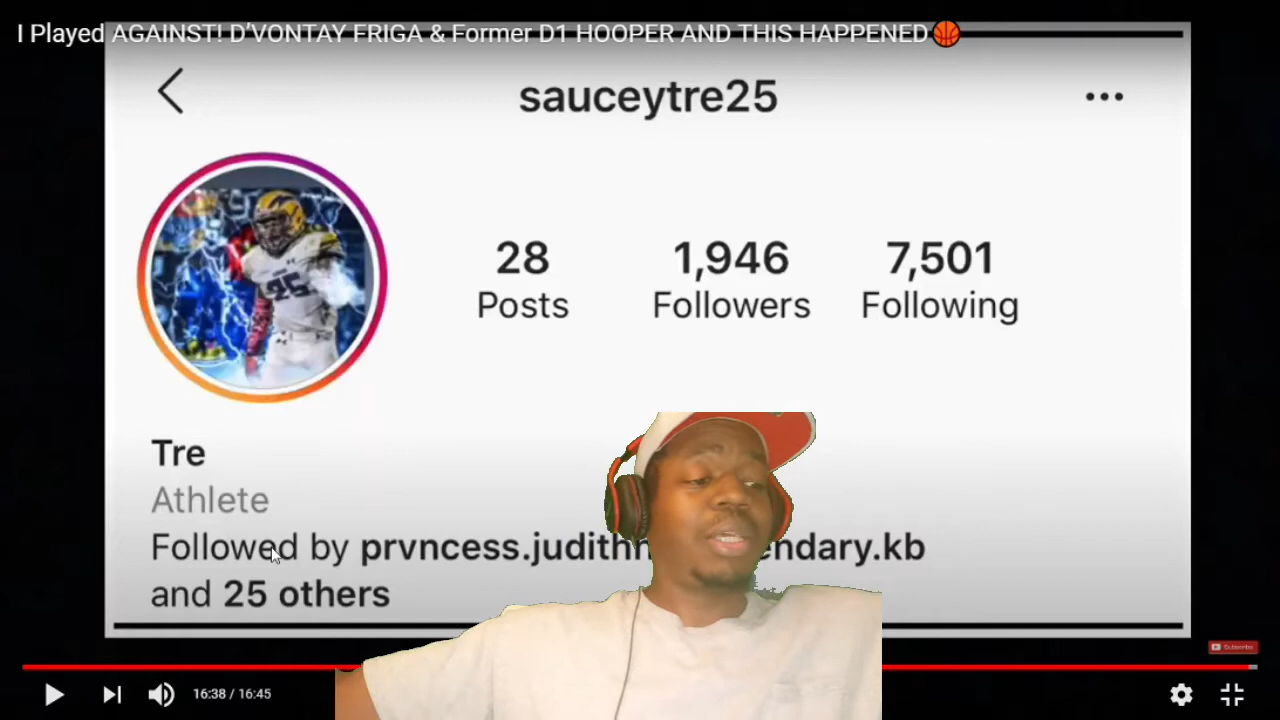 I Played AGAINST! D'VONTAY FRIGA & Former D1 HOOPER AND THIS HAPPENED🏀
sauceytre25
28 1,946 7,501
Posts Followers Following
Tre
Athlete
Followed by prvncess.judith endary.kb
and 25 others
Subscribe
16:38 / 16:45